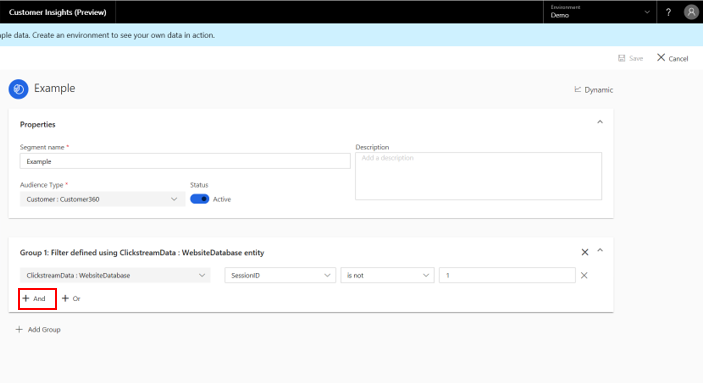 Customer Insights (Preview)
Environment
Demo
?
ple data. Create an environment to see your own data in action.
Save
Cancel
Example
Dynamic
Properties
Segment name *
Description
Example
Add a description
Audience Type *
Status
Customer : Customer360
Active
Group 1: Filter defined using ClickstreamData : WebsiteDatabase entity
ClickstreamData : WebsiteDatabase
SessionID
is not
1
+ And
+ Or
+ Add Group